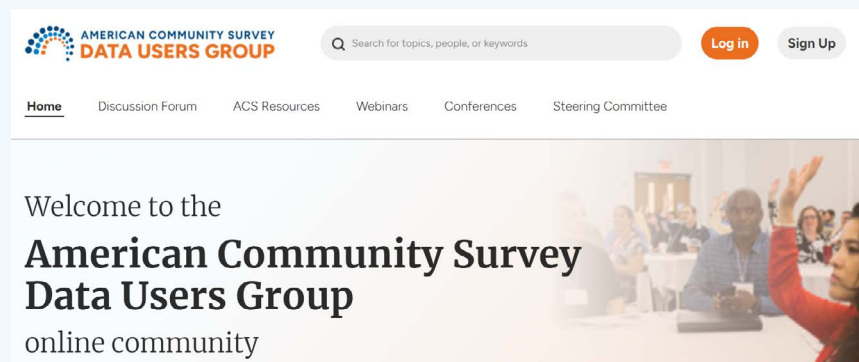 AMERICAN COMMUNITY SURVEY
DATA USERS GROUP
Search for topics, people, or keywords
Log in
Sign Up
Home Discussion Forum ACS Resources Webinars Conferences Steering Committee
Welcome to the
American Community Survey
Data Users Group
online community